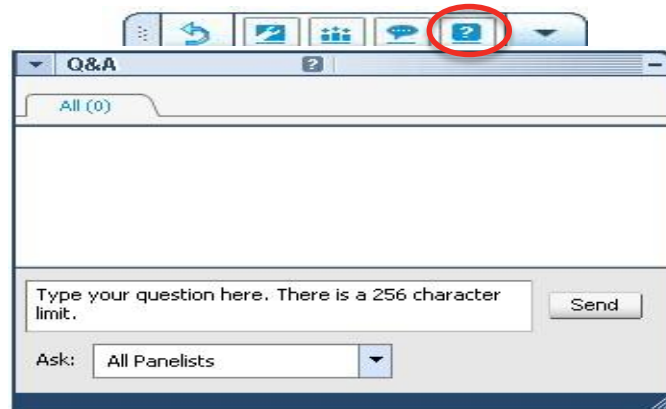 Q&A
All (0)
Type your question here. There is a 256 character
limit.
Send
Ask:
All Panelists